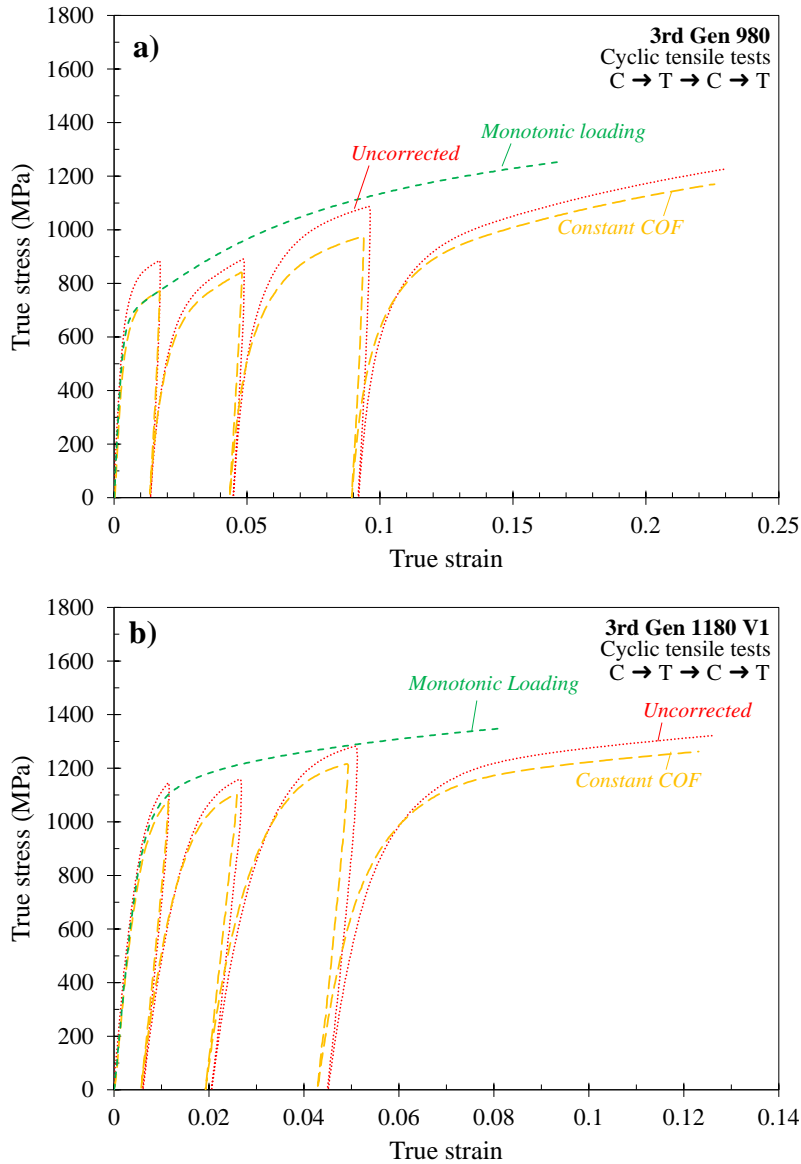 a)
3rd Gen 980
Cyclic tensile tests
C ➔ T ➔ C ➔ T
Monotonic loading
Uncorrected
Constant COF
1800
1600
1400
1200
1000
800
600
400
200
0
True stress (MPa)
0 0.05 0.1 0.15 0.2 0.25
True strain
b)
3rd Gen 1180 V1
Cyclic tensile tests
C ➔ T ➔ C ➔ T
Monotonic Loading
Uncorrected
Constant COF
1800
1600
1400
1200
1000
800
600
400
200
0
True stress (MPa)
0 0.02 0.04 0.06 0.08 0.1 0.12 0.14
True strain